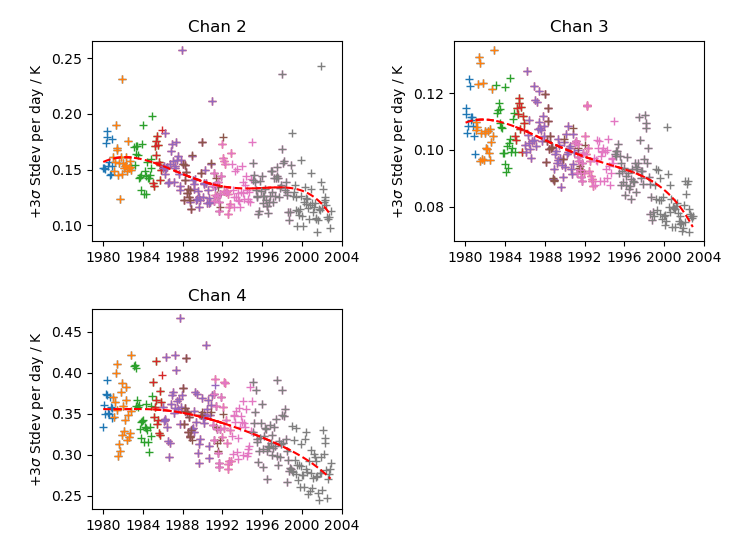 Chan 2
+3σ Stdev per day / K
0.25
0.20
0.15
0.10
1980 1984 1988 1992 1996 2000 2004
Chan 3
+3σ Stdev per day / K
0.12
0.10
0.08
1980 1984 1988 1992 1996 2000 2004
Chan 4
+3σ Stdev per day / K
0.45
0.40
0.35
0.30
0.25
1980 1984 1988 1992 1996 2000 2004